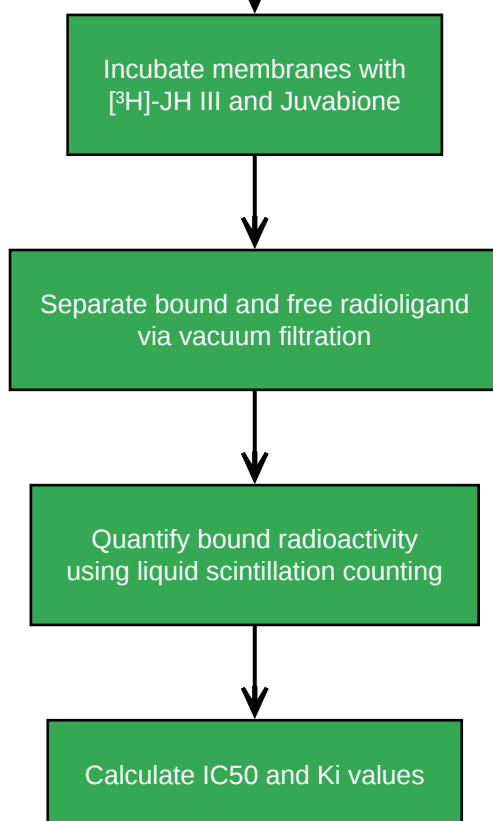 Incubate membranes with
[³H]-JH III and Juvabione
Separate bound and free radioligand
via vacuum filtration
Quantify bound radioactivity
using liquid scintillation counting
Calculate IC50 and Ki values